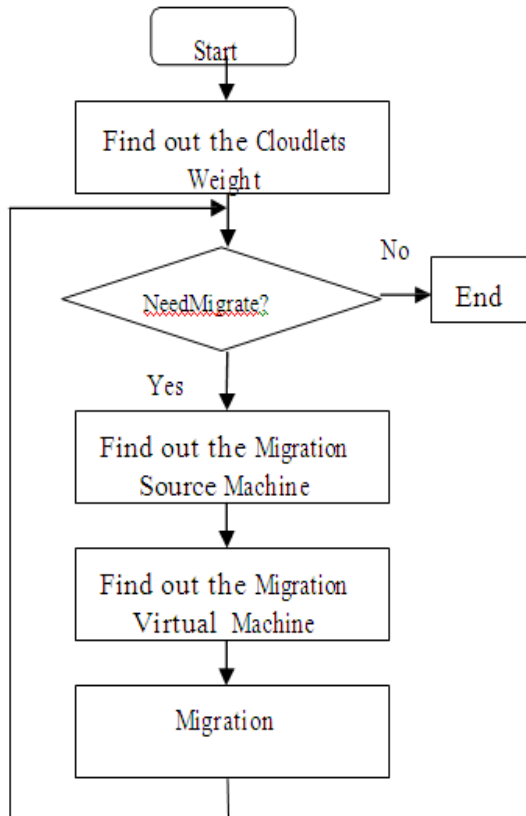 Start
Find out the Cloudlets
Weight
No
NeedMigrate?
End
Yes
Find out the Migration
Source Machine
Find out the Migration
Virtual Machine
Migration